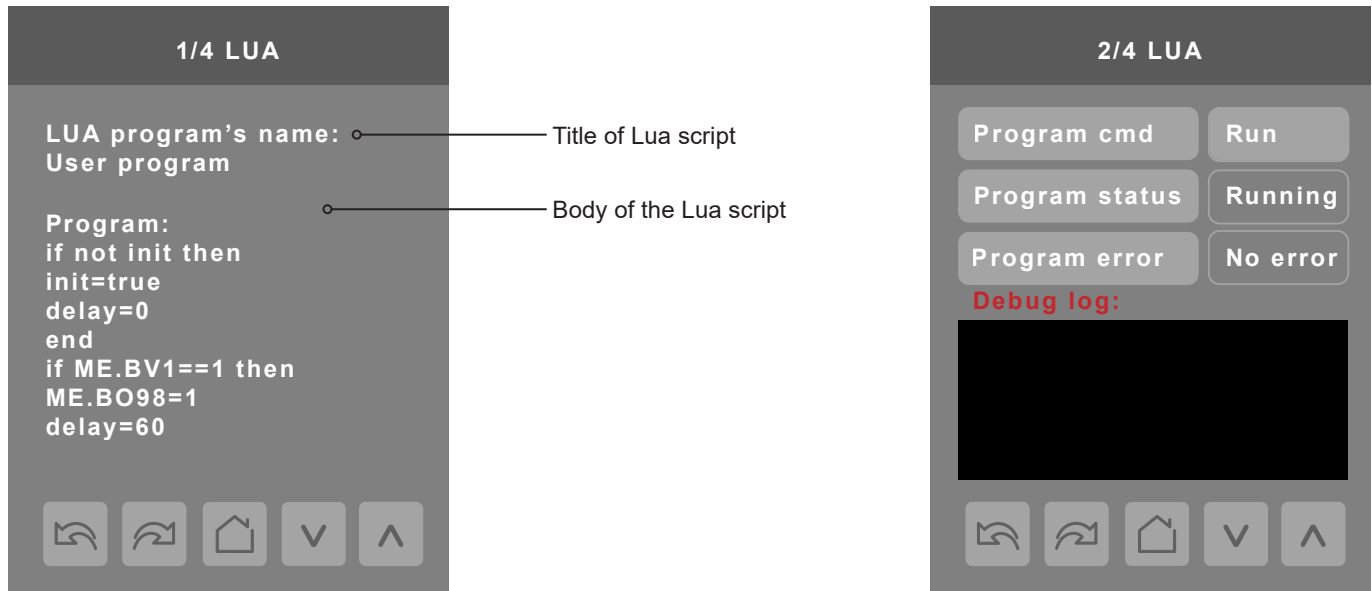 1/4 LUA
LUA program’s name:
User program
Program:
if not init then
init=true
delay=0
end
if ME.BV1==1 then
ME.BO98=1
delay=60
Title of Lua script
Body of the Lua script
2/4 LUA
Program cmd Run
Program status Running
Program error No error
Debug log: